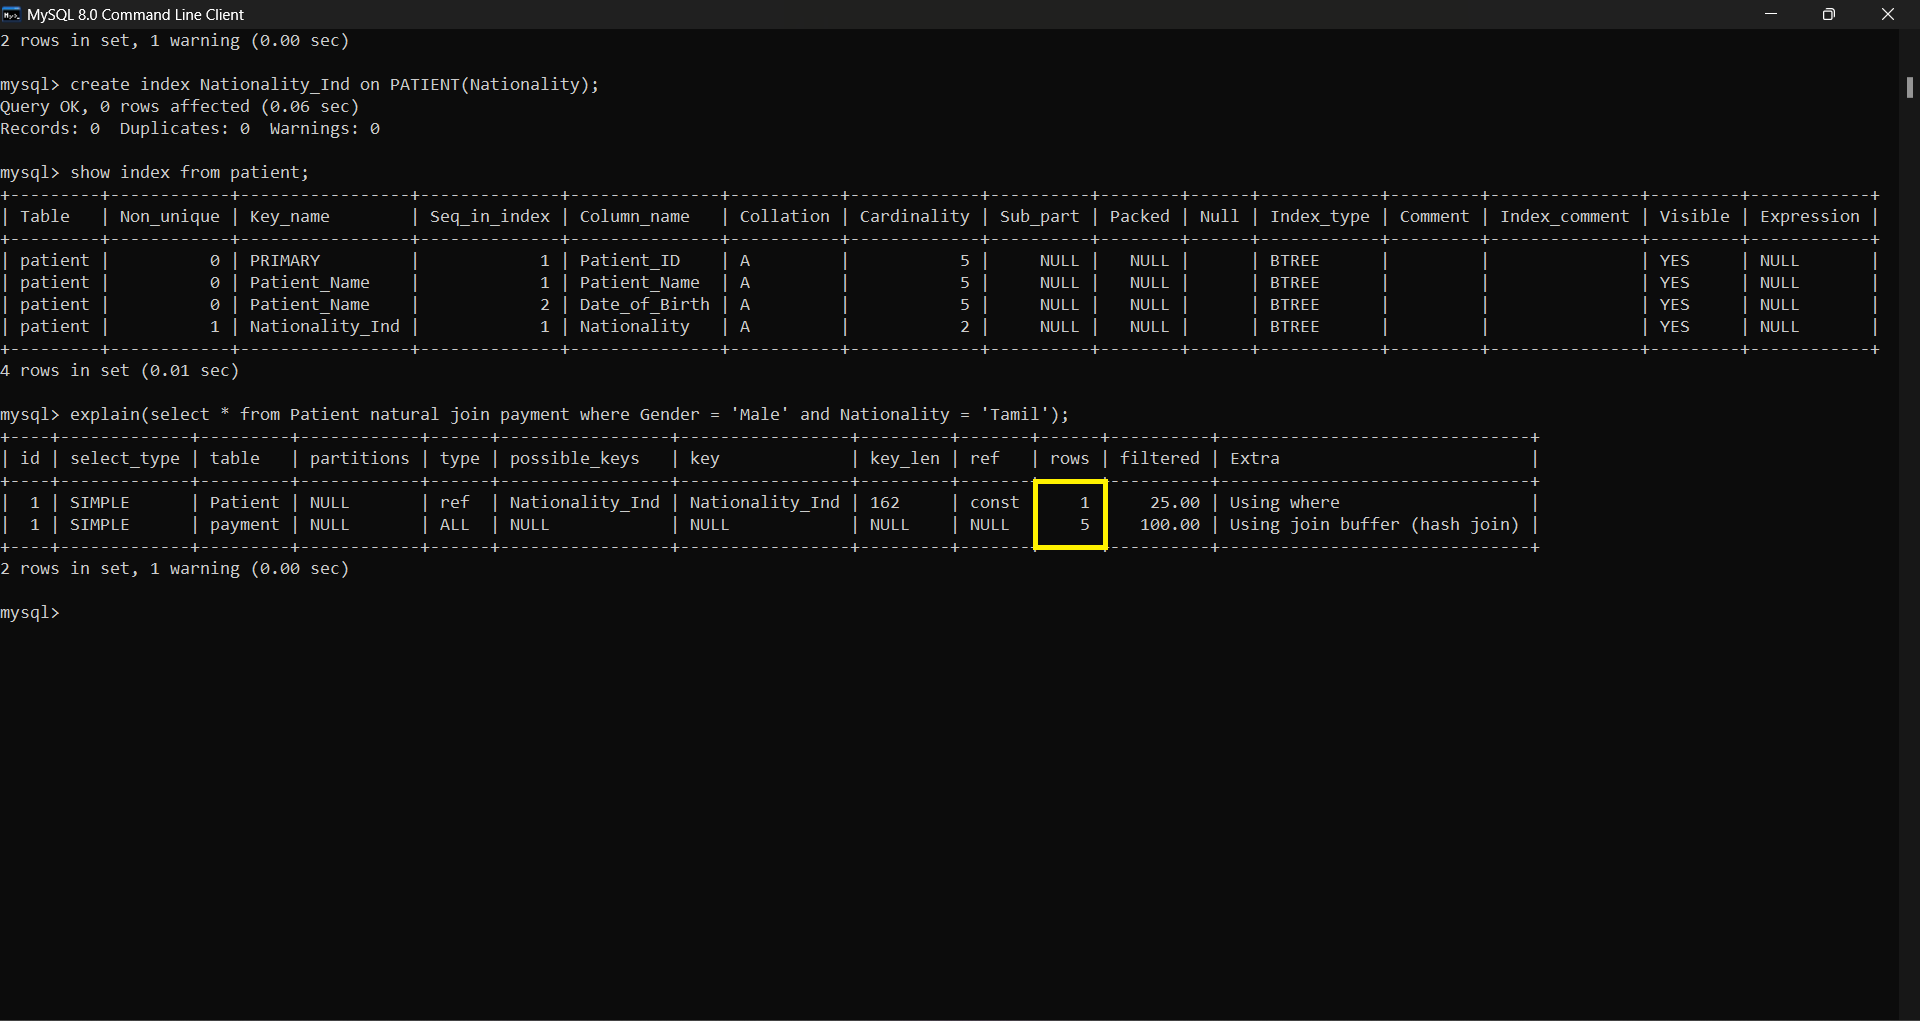 MySQL 8.0 Command Line Client
2 rows in set, 1 warning (0.00 sec)
mysql> create index Nationality_Ind on PATIENT(Nationality);
Query OK, 0 rows affected (0.06 sec)
Records: 0  Duplicates: 0  Warnings: 0
mysql> show index from patient;
+---------+------------+-----------------+--------------+---------------+-----------+-------------+----------+--------+------+------------+---------+---------------+---------+------------+
| Table   | Non_unique | Key_name        | Seq_in_index | Column_name   | Collation | Cardinality | Sub_part | Packed | Null | Index_type | Comment | Index_comment | Visible | Expression |
+---------+------------+-----------------+--------------+---------------+-----------+-------------+----------+--------+------+------------+---------+---------------+---------+------------+
| patient |          0 | PRIMARY         |            1 | Patient_ID    | A         |           5 |     NULL |   NULL |      | BTREE      |         |               | YES     | NULL       |
| patient |          0 | Patient_Name    |            1 | Patient_Name  | A         |           5 |     NULL |   NULL |      | BTREE      |         |               | YES     | NULL       |
| patient |          0 | Patient_Name    |            2 | Date_of_Birth | A         |           5 |     NULL |   NULL |      | BTREE      |         |               | YES     | NULL       |
| patient |          1 | Nationality_Ind |            1 | Nationality   | A         |           2 |     NULL |   NULL |      | BTREE      |         |               | YES     | NULL       |
+---------+------------+-----------------+--------------+---------------+-----------+-------------+----------+--------+------+------------+---------+---------------+---------+------------+
4 rows in set (0.01 sec)
mysql> explain(select * from Patient natural join payment where Gender = 'Male' and Nationality = 'Tamil');
+----+-------------+---------+------------+------+-----------------+-----------------+---------+-------+------+----------+-------------------------------+
| id | select_type | table   | partitions | type | possible_keys   | key             | key_len | ref   | rows | filtered | Extra                         |
+----+-------------+---------+------------+------+-----------------+-----------------+---------+-------+------+----------+-------------------------------+
|  1 | SIMPLE      | Patient | NULL       | ref  | Nationality_Ind | Nationality_Ind | 162     | const |    1 |    25.00 | Using where                   |
|  1 | SIMPLE      | payment | NULL       | ALL  | NULL            | NULL            | NULL    | NULL  |    5 |   100.00 | Using join buffer (hash join) |
+----+-------------+---------+------------+------+-----------------+-----------------+---------+-------+------+----------+-------------------------------+
2 rows in set, 1 warning (0.00 sec)
mysql>